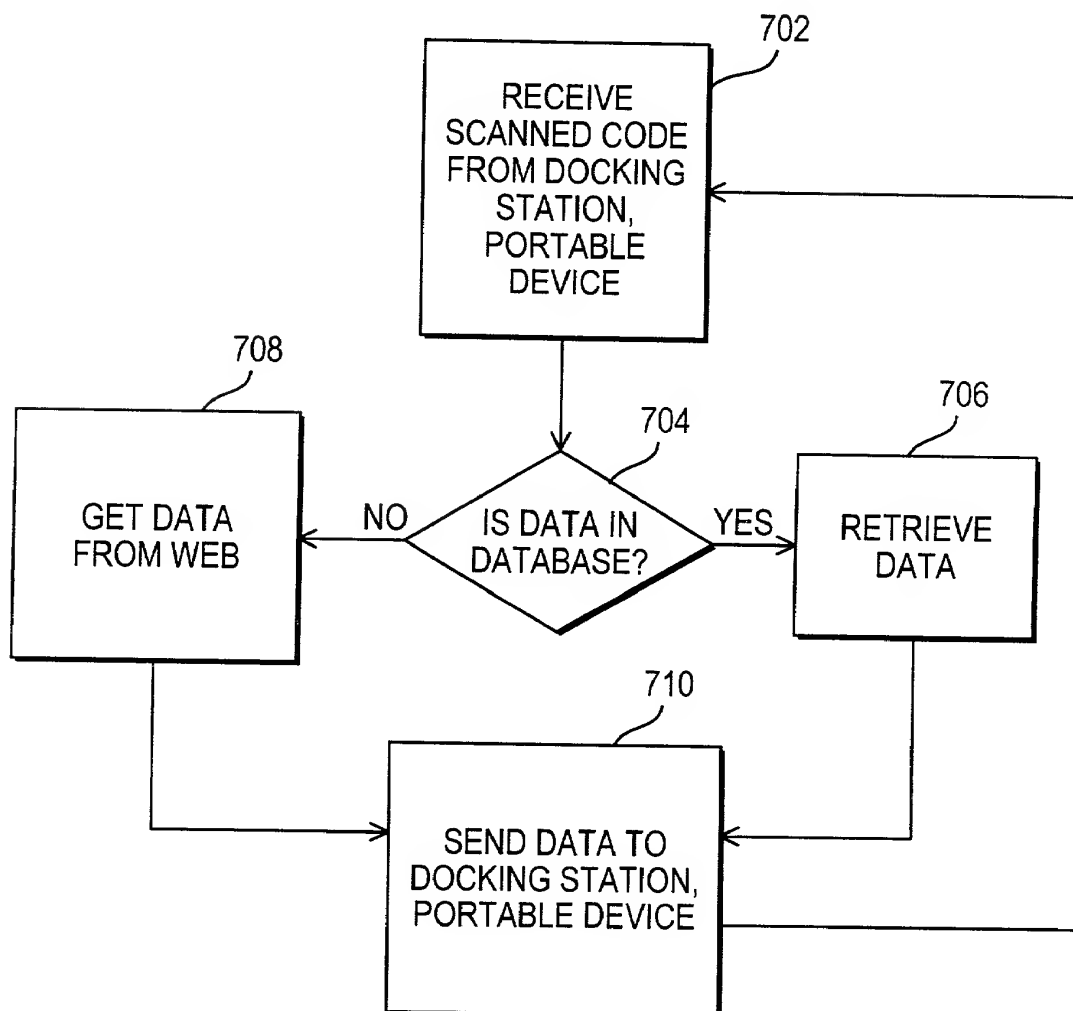 702
RECEIVE
SCANNED CODE
FROM DOCKING
STATION,
PORTABLE
DEVICE
708
704
706
GET DATA
FROM WEB
NO
IS DATA IN
DATABASE?
YES
RETRIEVE
DATA
710
SEND DATA TO
DOCKING STATION,
PORTABLE DEVICE